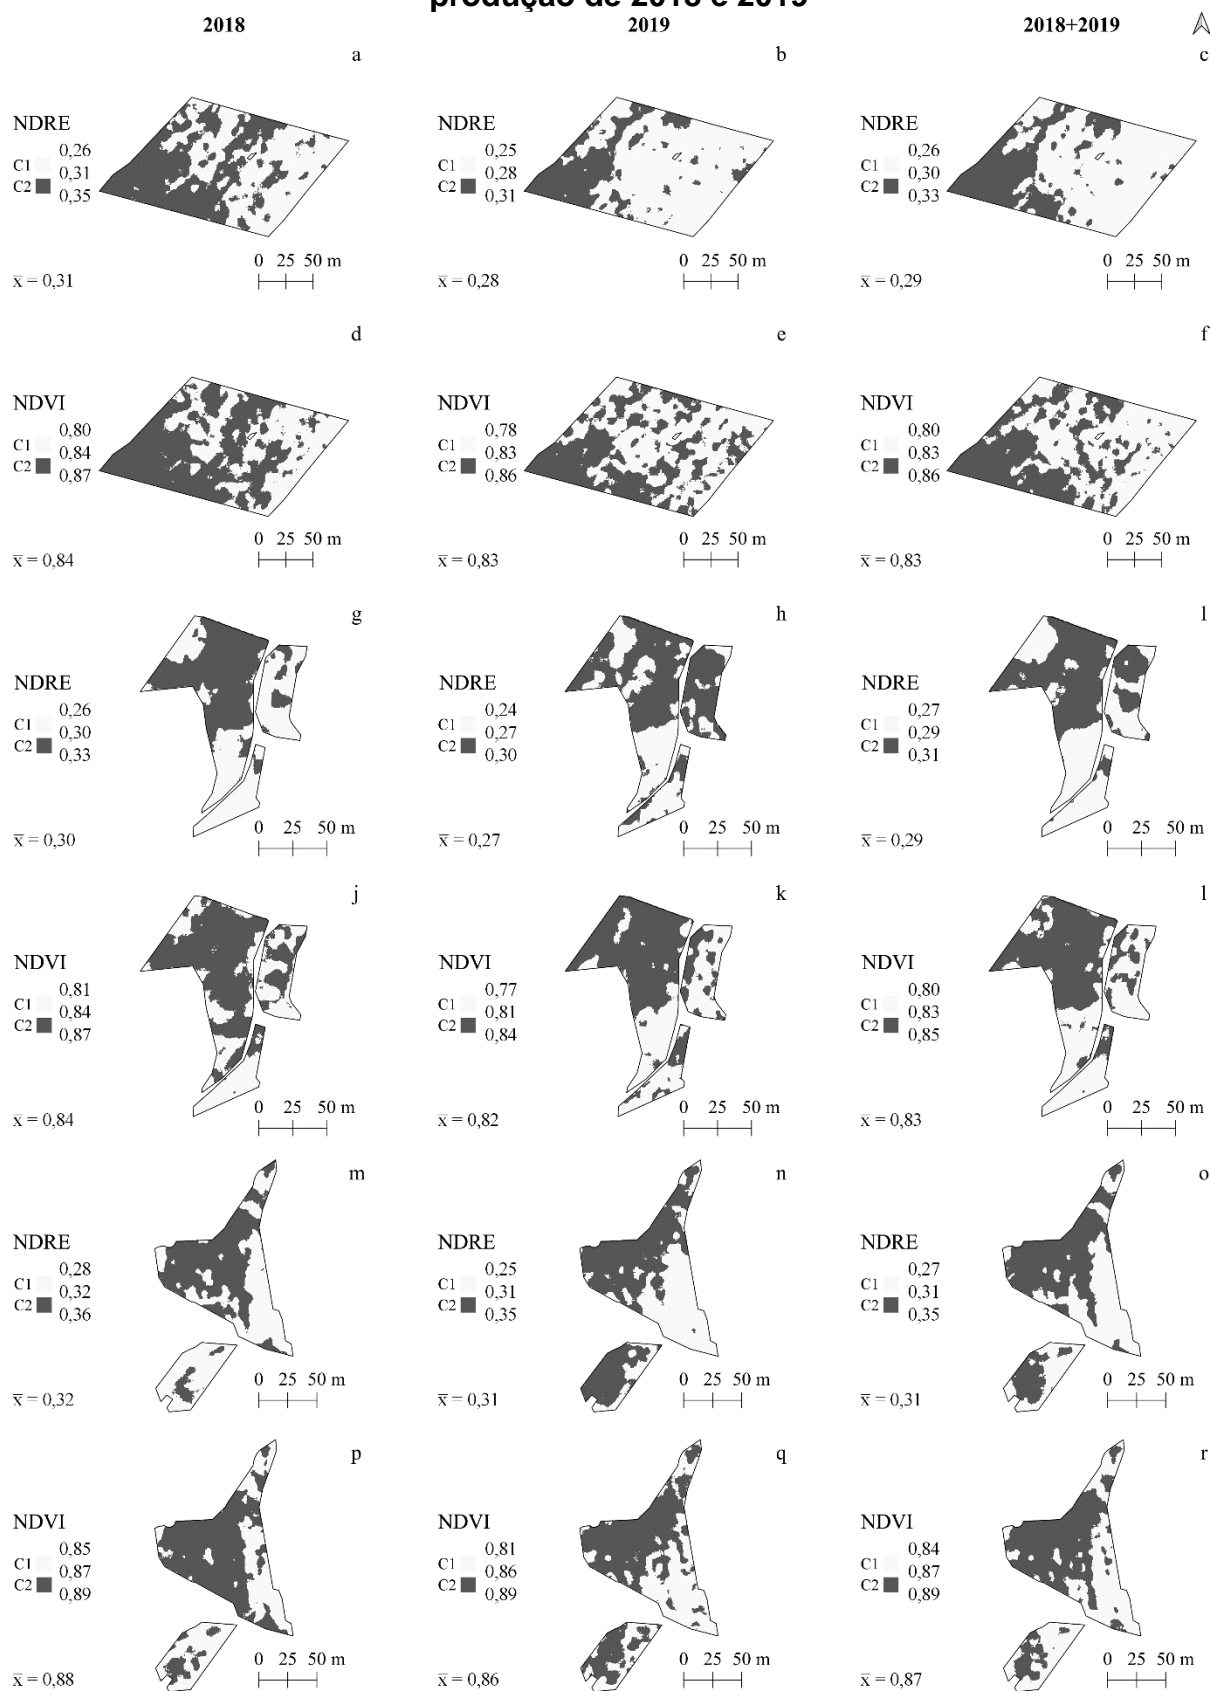 produção de 2018 e 2019
2018 2019 2018+2019
a b c
NDRE NDRE NDRE
0,26 0,25 0,26
C1 0,31 C1 0,28 C1 0,30
C2 0,35 C2 0,31 C2 0,33
0 25 50 m 0 25 50 m 0 25 50 m
x̅ = 0,31 x̅ = 0,28 x̅ = 0,29
d e f
NDVI NDVI NDVI
0,80 0,78 0,80
C1 0,84 C1 0,83 C1 0,83
C2 0,87 C2 0,86 C2 0,86
0 25 50 m 0 25 50 m 0 25 50 m
x̅ = 0,84 x̅ = 0,83 x̅ = 0,83
g h l
NDRE NDRE NDRE
0,26 0,24 0,27
C1 0,30 C1 0,27 C1 0,29
C2 0,33 C2 0,30 C2 0,31
0 25 50 m 0 25 50 m 0 25 50 m
x̅ = 0,30 x̅ = 0,27 x̅ = 0,29
j k l
NDVI NDVI NDVI
0,81 0,77 0,80
C1 0,84 C1 0,81 C1 0,83
C2 0,87 C2 0,84 C2 0,85
0 25 50 m 0 25 50 m 0 25 50 m
x̅ = 0,84 x̅ = 0,82 x̅ = 0,83
m n o
NDRE NDRE NDRE
0,28 0,25 0,27
C1 0,32 C1 0,31 C1 0,31
C2 0,36 C2 0,35 C2 0,35
0 25 50 m 0 25 50 m 0 25 50 m
x̅ = 0,32 x̅ = 0,31 x̅ = 0,31
p q r
NDVI NDVI NDVI
0,85 0,81 0,84
C1 0,87 C1 0,86 C1 0,87
C2 0,89 C2 0,89 C2 0,89
0 25 50 m 0 25 50 m 0 25 50 m
x̅ = 0,88 x̅ = 0,86 x̅ = 0,87